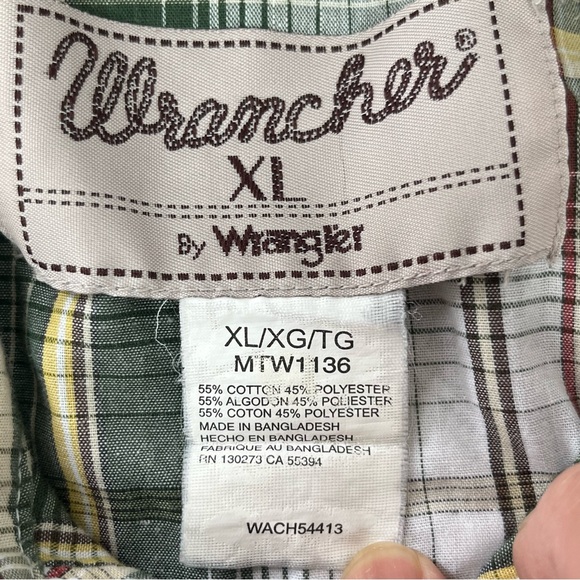 Wrancher®
XL
By Wrangler
XL/XG/TG
MTW1136
55% COTTON 45% POLYESTER
55% ALGODON 45% POLYESTER
55% COTON 45% POLYESTER
MADE IN BANGLADESH
HECHO EN BANGLADESH
FABRIQUE AU BANGLADESH
RN 130273 CA 55394
WACH54413